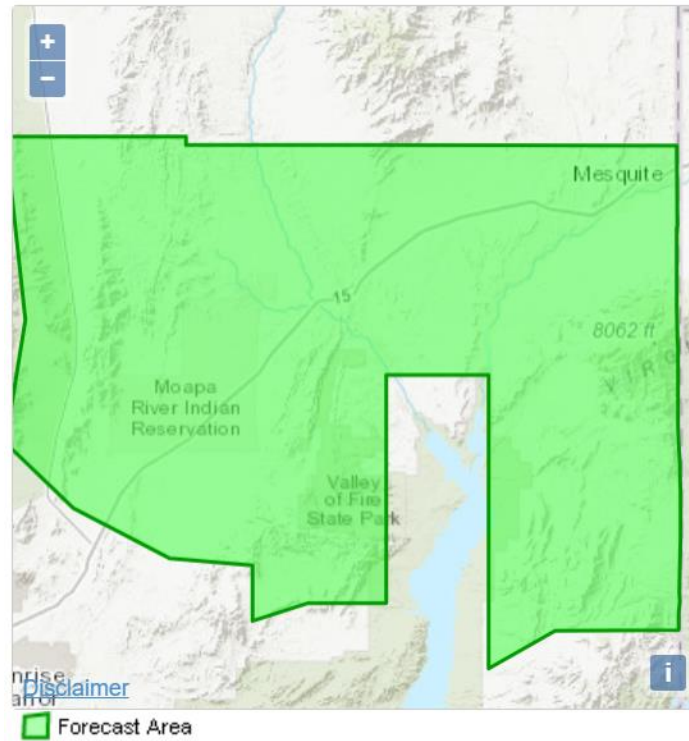 +
−
Mesquite
15
8062 ft
Moapa
River Indian
Reservation
Valley
of Fire
State Park
i
Disclaimer
Forecast Area